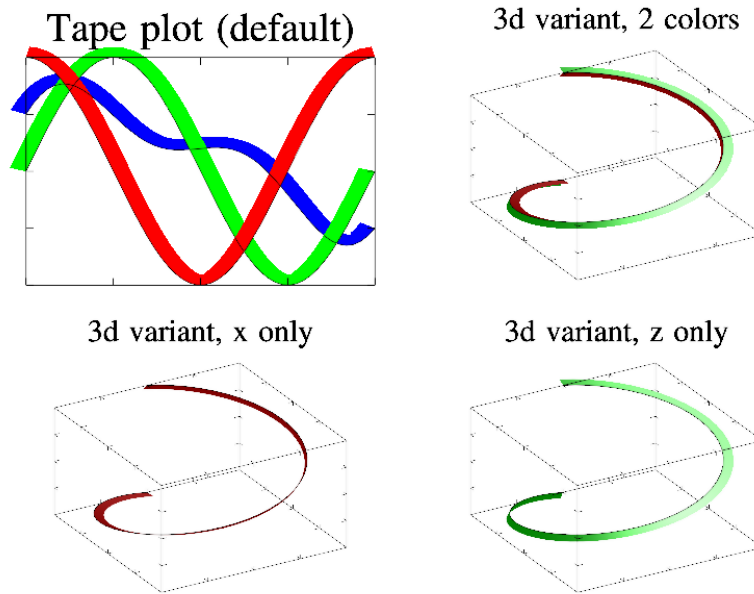 Tape plot (default)
3d variant, 2 colors
3d variant, x only
3d variant, z only